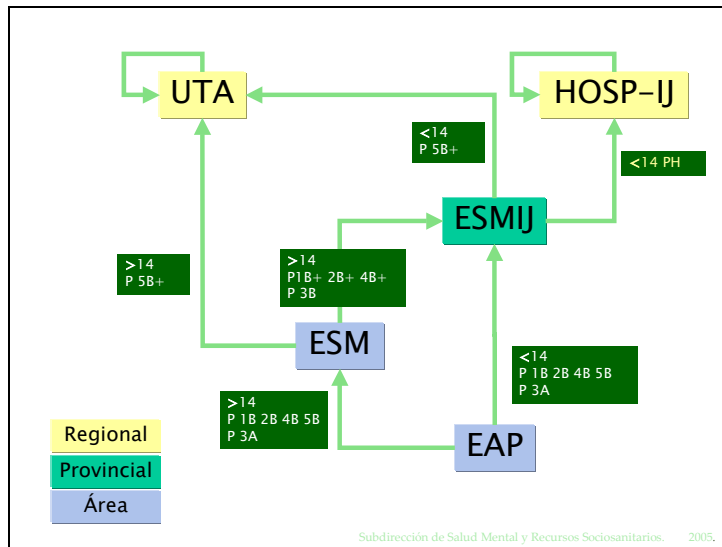 UTA
HOSP-IJ
<14
P 5B+
<14 PH
ESMIJ
>14
P 5B+
>14
P1B+ 2B+ 4B+
P 3B
ESM
<14
P 1B 2B 4B 5B
P 3A
>14
P 1B 2B 4B 5B
P 3A
EAP
Regional
Provincial
Área
Subdirección de Salud Mental y Recursos Sociosanitarios. 2005.